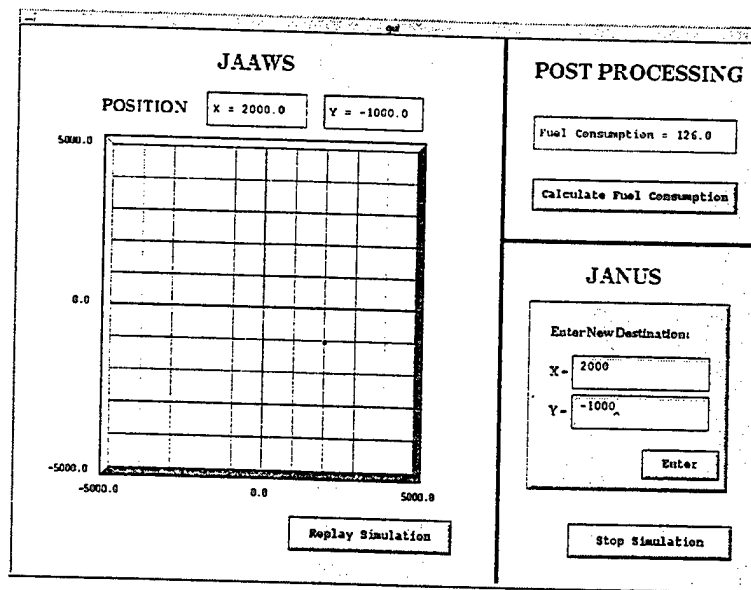 gui
JAAWS
POSITION
X = 2000.0
Y = -1000.0
5000.0
0.0
-5000.0
-5000.0
0.0
5000.0
Replay Simulation
POST PROCESSING
Fuel Consumption = 126.0
Calculate Fuel Consumption
JANUS
Enter New Destination:
X= 2000
Y= -1000
Enter
Stop Simulation